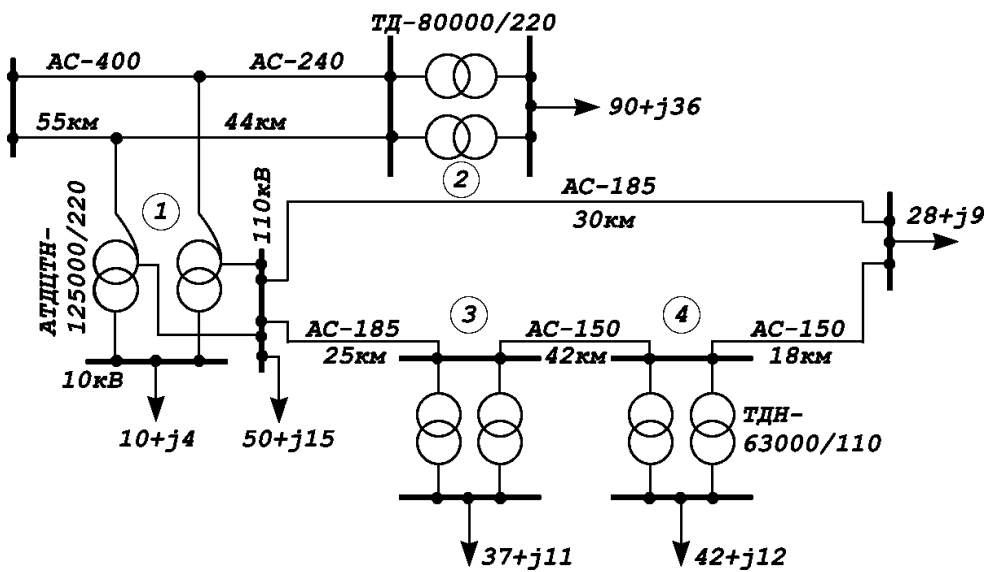 ТД-80000/220
АС-400
АС-240
90+j36
55км
44км
2
АС-185
30км
28+j9
1
110кВ
АТДЦТН-
125000/220
3
4
АС-185
25км
АС-150
42км
АС-150
18км
10кВ
ТДН-
63000/110
10+j4
50+j15
37+j11
42+j12